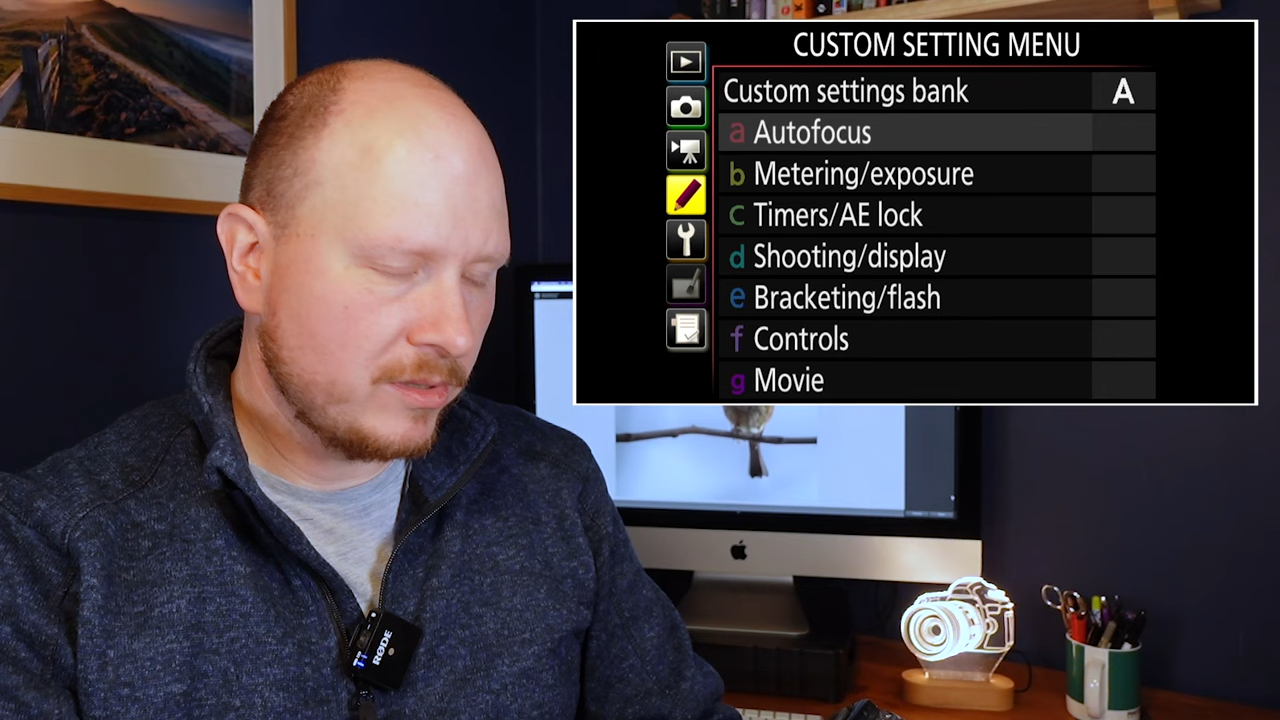 CUSTOM SETTING MENU
Custom settings bank A
a Autofocus
b Metering/exposure
c Timers/AE lock
d Shooting/display
e Bracketing/flash
f Controls
g Movie
RØDE